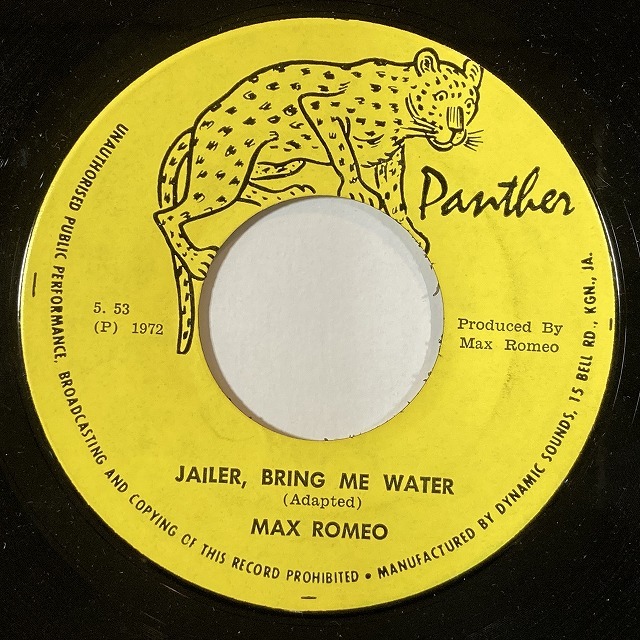 Panther
5. 53
(P) 1972
Produced By
Max Romeo
JAILER, BRING ME WATER
(Adapted)
MAX ROMEO
UNAUTHORISED PUBLIC PERFORMANCE, BROADCASTING AND COPYING OF THIS RECORD PROHIBITED • MANUFACTURED BY DYNAMIC SOUNDS, 15 BELL RD., KGN., JA.